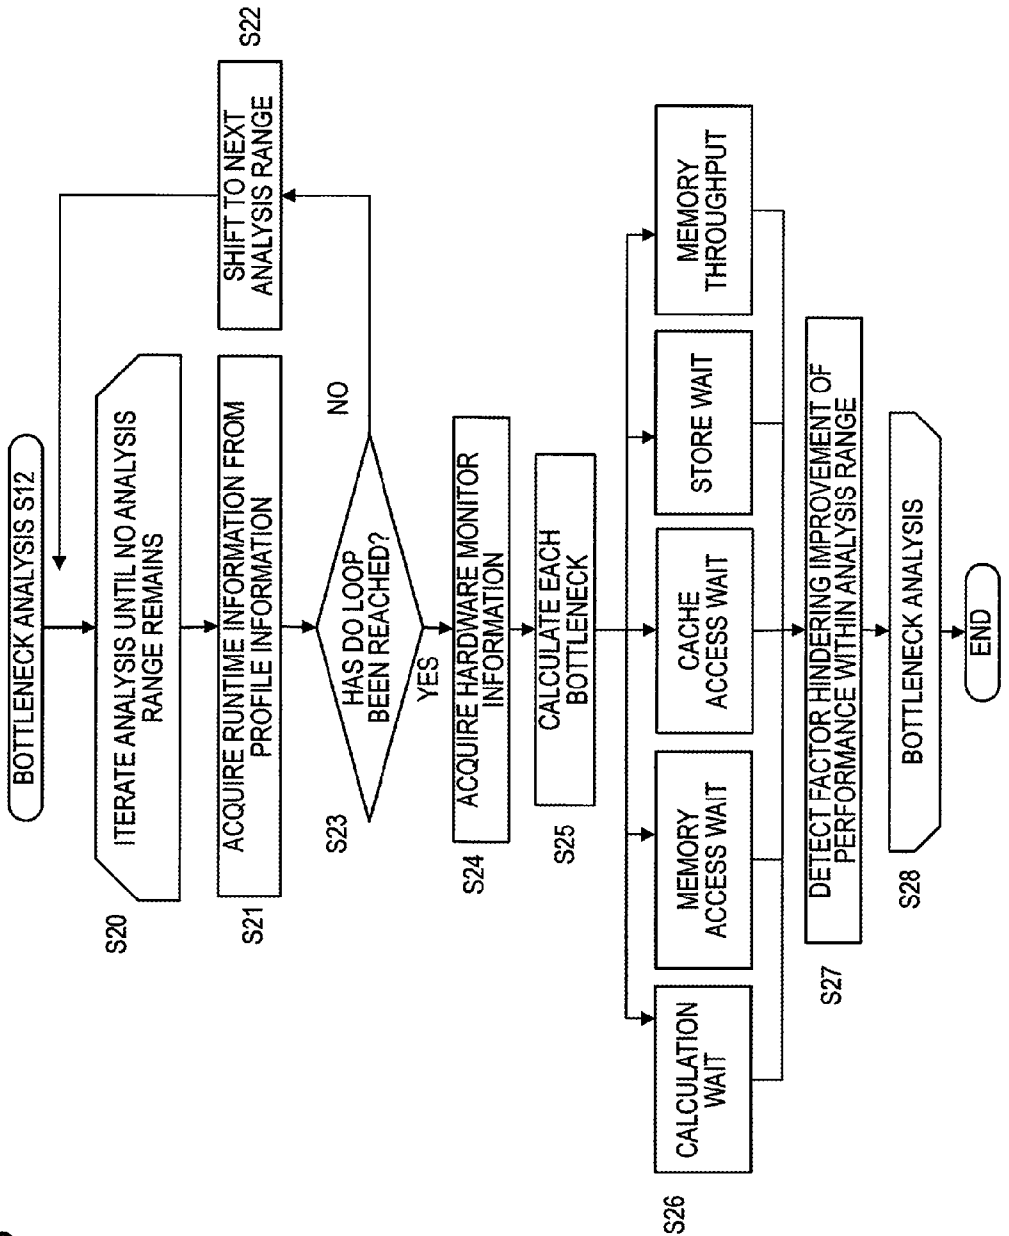 BOTTLENECK ANALYSIS S12
S20
ITERATE ANALYSIS UNTIL NO ANALYSIS
RANGE REMAINS
S21
ACQUIRE RUNTIME INFORMATION FROM
PROFILE INFORMATION
SHIFT TO NEXT
ANALYSIS RANGE
S22
S23
HAS DO LOOP
BEEN REACHED?
NO
YES
S24
ACQUIRE HARDWARE MONITOR
INFORMATION
S25
CALCULATE EACH
BOTTLENECK
S26
CALCULATION
WAIT
MEMORY
ACCESS WAIT
CACHE
ACCESS WAIT
STORE WAIT
MEMORY
THROUGHPUT
S27
DETECT FACTOR HINDERING IMPROVEMENT OF
PERFORMANCE WITHIN ANALYSIS RANGE
S28
BOTTLENECK ANALYSIS
END